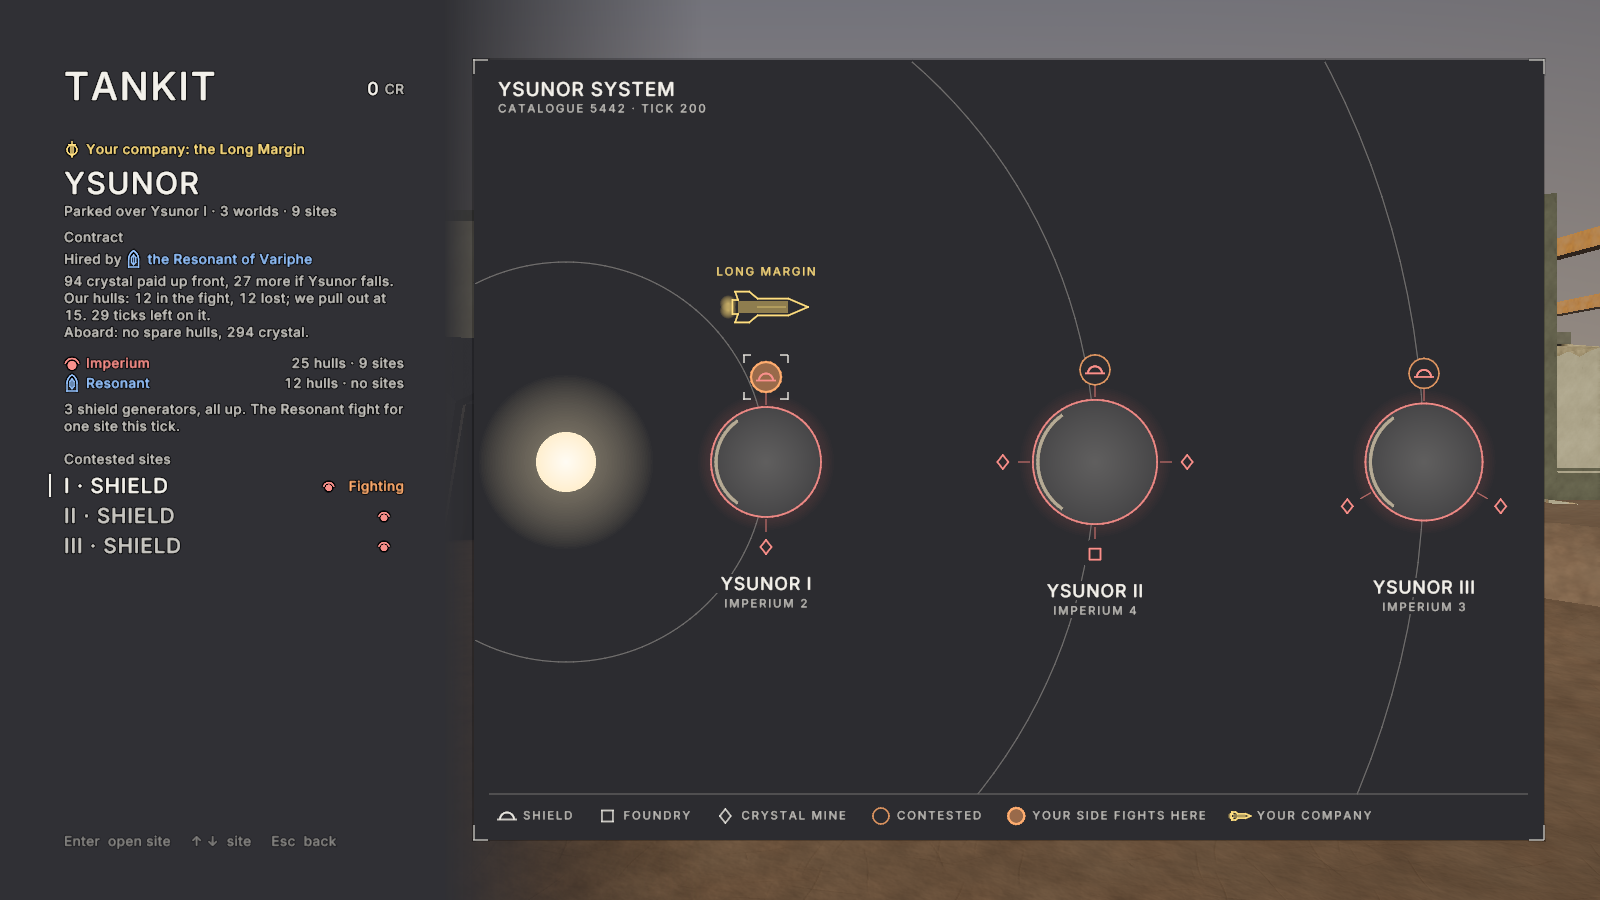 TANKIT
0 CR
Your company: the Long Margin
YSUNOR
Parked over Ysunor I · 3 worlds · 9 sites
Contract
Hired by the Resonant of Variphe
94 crystal paid up front, 27 more if Ysunor falls.
Our hulls: 12 in the fight, 12 lost; we pull out at
15. 29 ticks left on it.
Aboard: no spare hulls, 294 crystal.
Imperium 25 hulls · 9 sites
Resonant 12 hulls · no sites
3 shield generators, all up. The Resonant fight for
one site this tick.
Contested sites
I · SHIELD Fighting
II · SHIELD
III · SHIELD
Enter open site ↑↓ site Esc back
YSUNOR SYSTEM
CATALOGUE 5442 · TICK 200
LONG MARGIN
YSUNOR I
IMPERIUM 2
YSUNOR II
IMPERIUM 4
YSUNOR III
IMPERIUM 3
SHIELD FOUNDRY CRYSTAL MINE CONTESTED YOUR SIDE FIGHTS HERE YOUR COMPANY